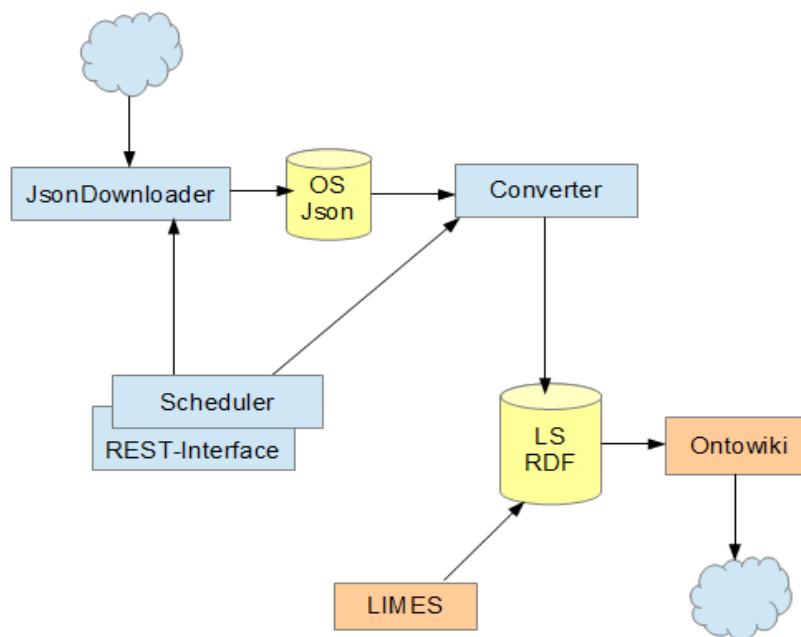 JsonDownloader
OS
Json
Converter
Scheduler
REST-Interface
LS
RDF
Ontowiki
LIMES